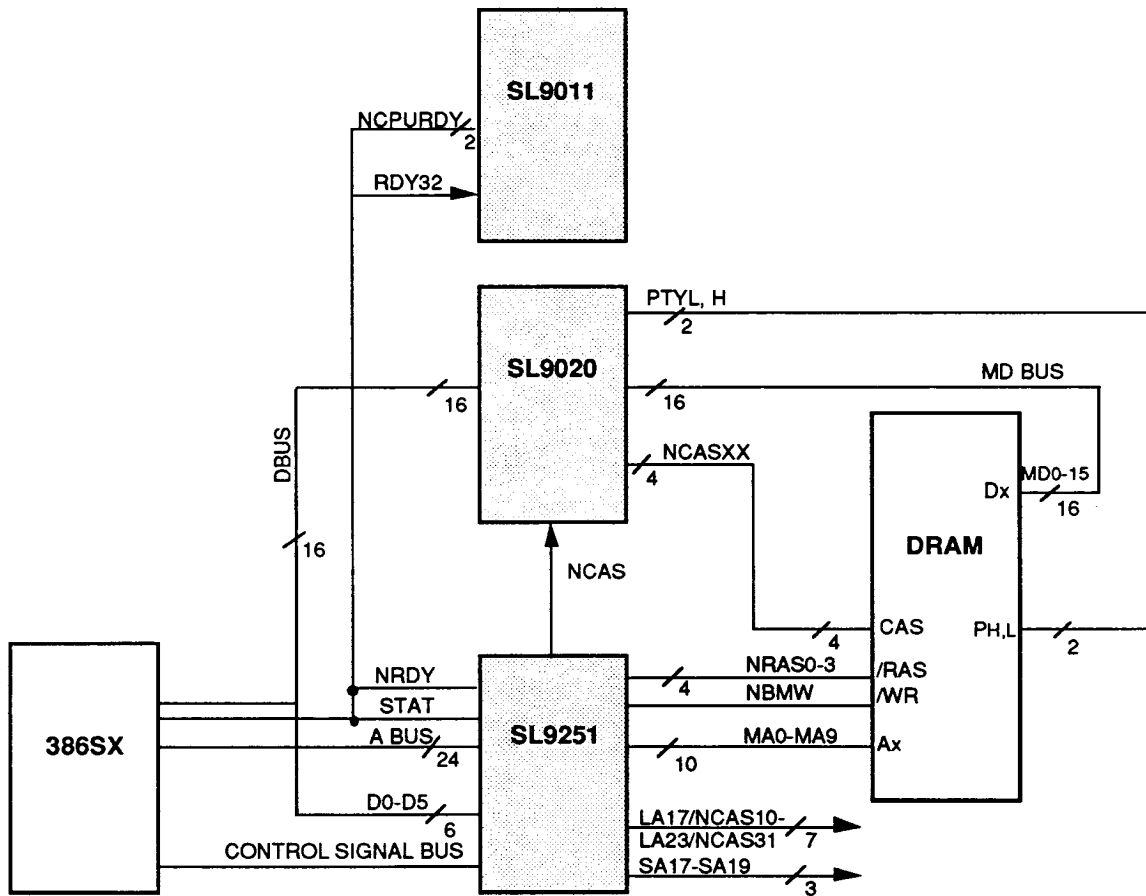 SL9011
NCPURDY
2
RDY32
PTYL, H
2
SL9020
MD BUS
16
16
DBUS
NCASXX
4
MD0-15
Dx
16
16
DRAM
NCAS
CAS
4
PH,L
2
386SX
NRDY
STAT
A BUS
24
D0-D5
6
CONTROL SIGNAL BUS
SL9251
NRAS0-3
4
/RAS
NBMW
/WR
MA0-MA9
10
Ax
LA17/NCAS10-
LA23/NCAS31
7
SA17-SA19
3